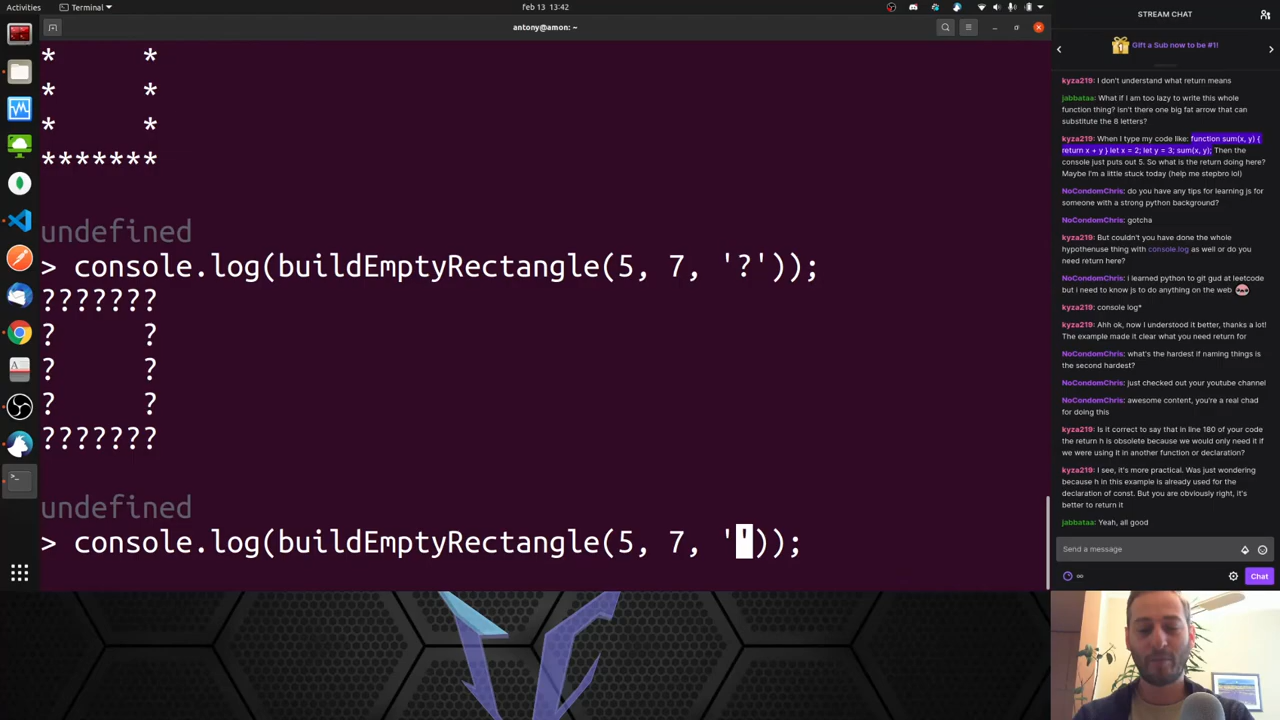 Activities
Terminal
feb 13 13:42
antony@amon: ~
*      *
*      *
*      *
*******
undefined
> console.log(buildEmptyRectangle(5, 7, '?'));
???????
?     ?
?     ?
?     ?
???????
undefined
> console.log(buildEmptyRectangle(5, 7, ''));
STREAM CHAT
Gift a Sub now to be #1!
kyza219: I don't understand what return means
jabbataa: What if I am too lazy to write this whole
function thing? Isn't there one big fat arrow that can
substitute the 8 letters?
kyza219: When I type my code like: function sum(x, y) {
return x + y } let x = 2; let y = 3; sum(x, y); Then the
console just puts out 5. So what is the return doing here?
Maybe I'm a little stuck today (help me stepbro lol)
NoCondomChris: do you have any tips for learning js for
someone with a strong python background?
NoCondomChris: gotcha
kyza219: But couldn't you have done the whole
hypothenuse thing with console.log as well or do you
need return here?
NoCondomChris: i learned python to git gud at leetcode
but I need to know js to do anything on the web
kyza219: console log*
kyza219: Ahh ok, now I understood it better, thanks a lot!
The example made it clear what you need return for
NoCondomChris: what's the hardest if naming things is
the second hardest?
NoCondomChris: just checked out your youtube channel
NoCondomChris: awesome content, you're a real chad
for doing this
kyza219: Is it correct to say that in line 180 of your code
the return h is obsolete because we would only need it if
we were using it in another function or declaration?
kyza219: I see, it's more practical. Was just wondering
because h in this example is already used for the
declaration of const. But you are obviously right, it's
better to return it
jabbataa: Yeah, all good
Send a message
∞
Chat